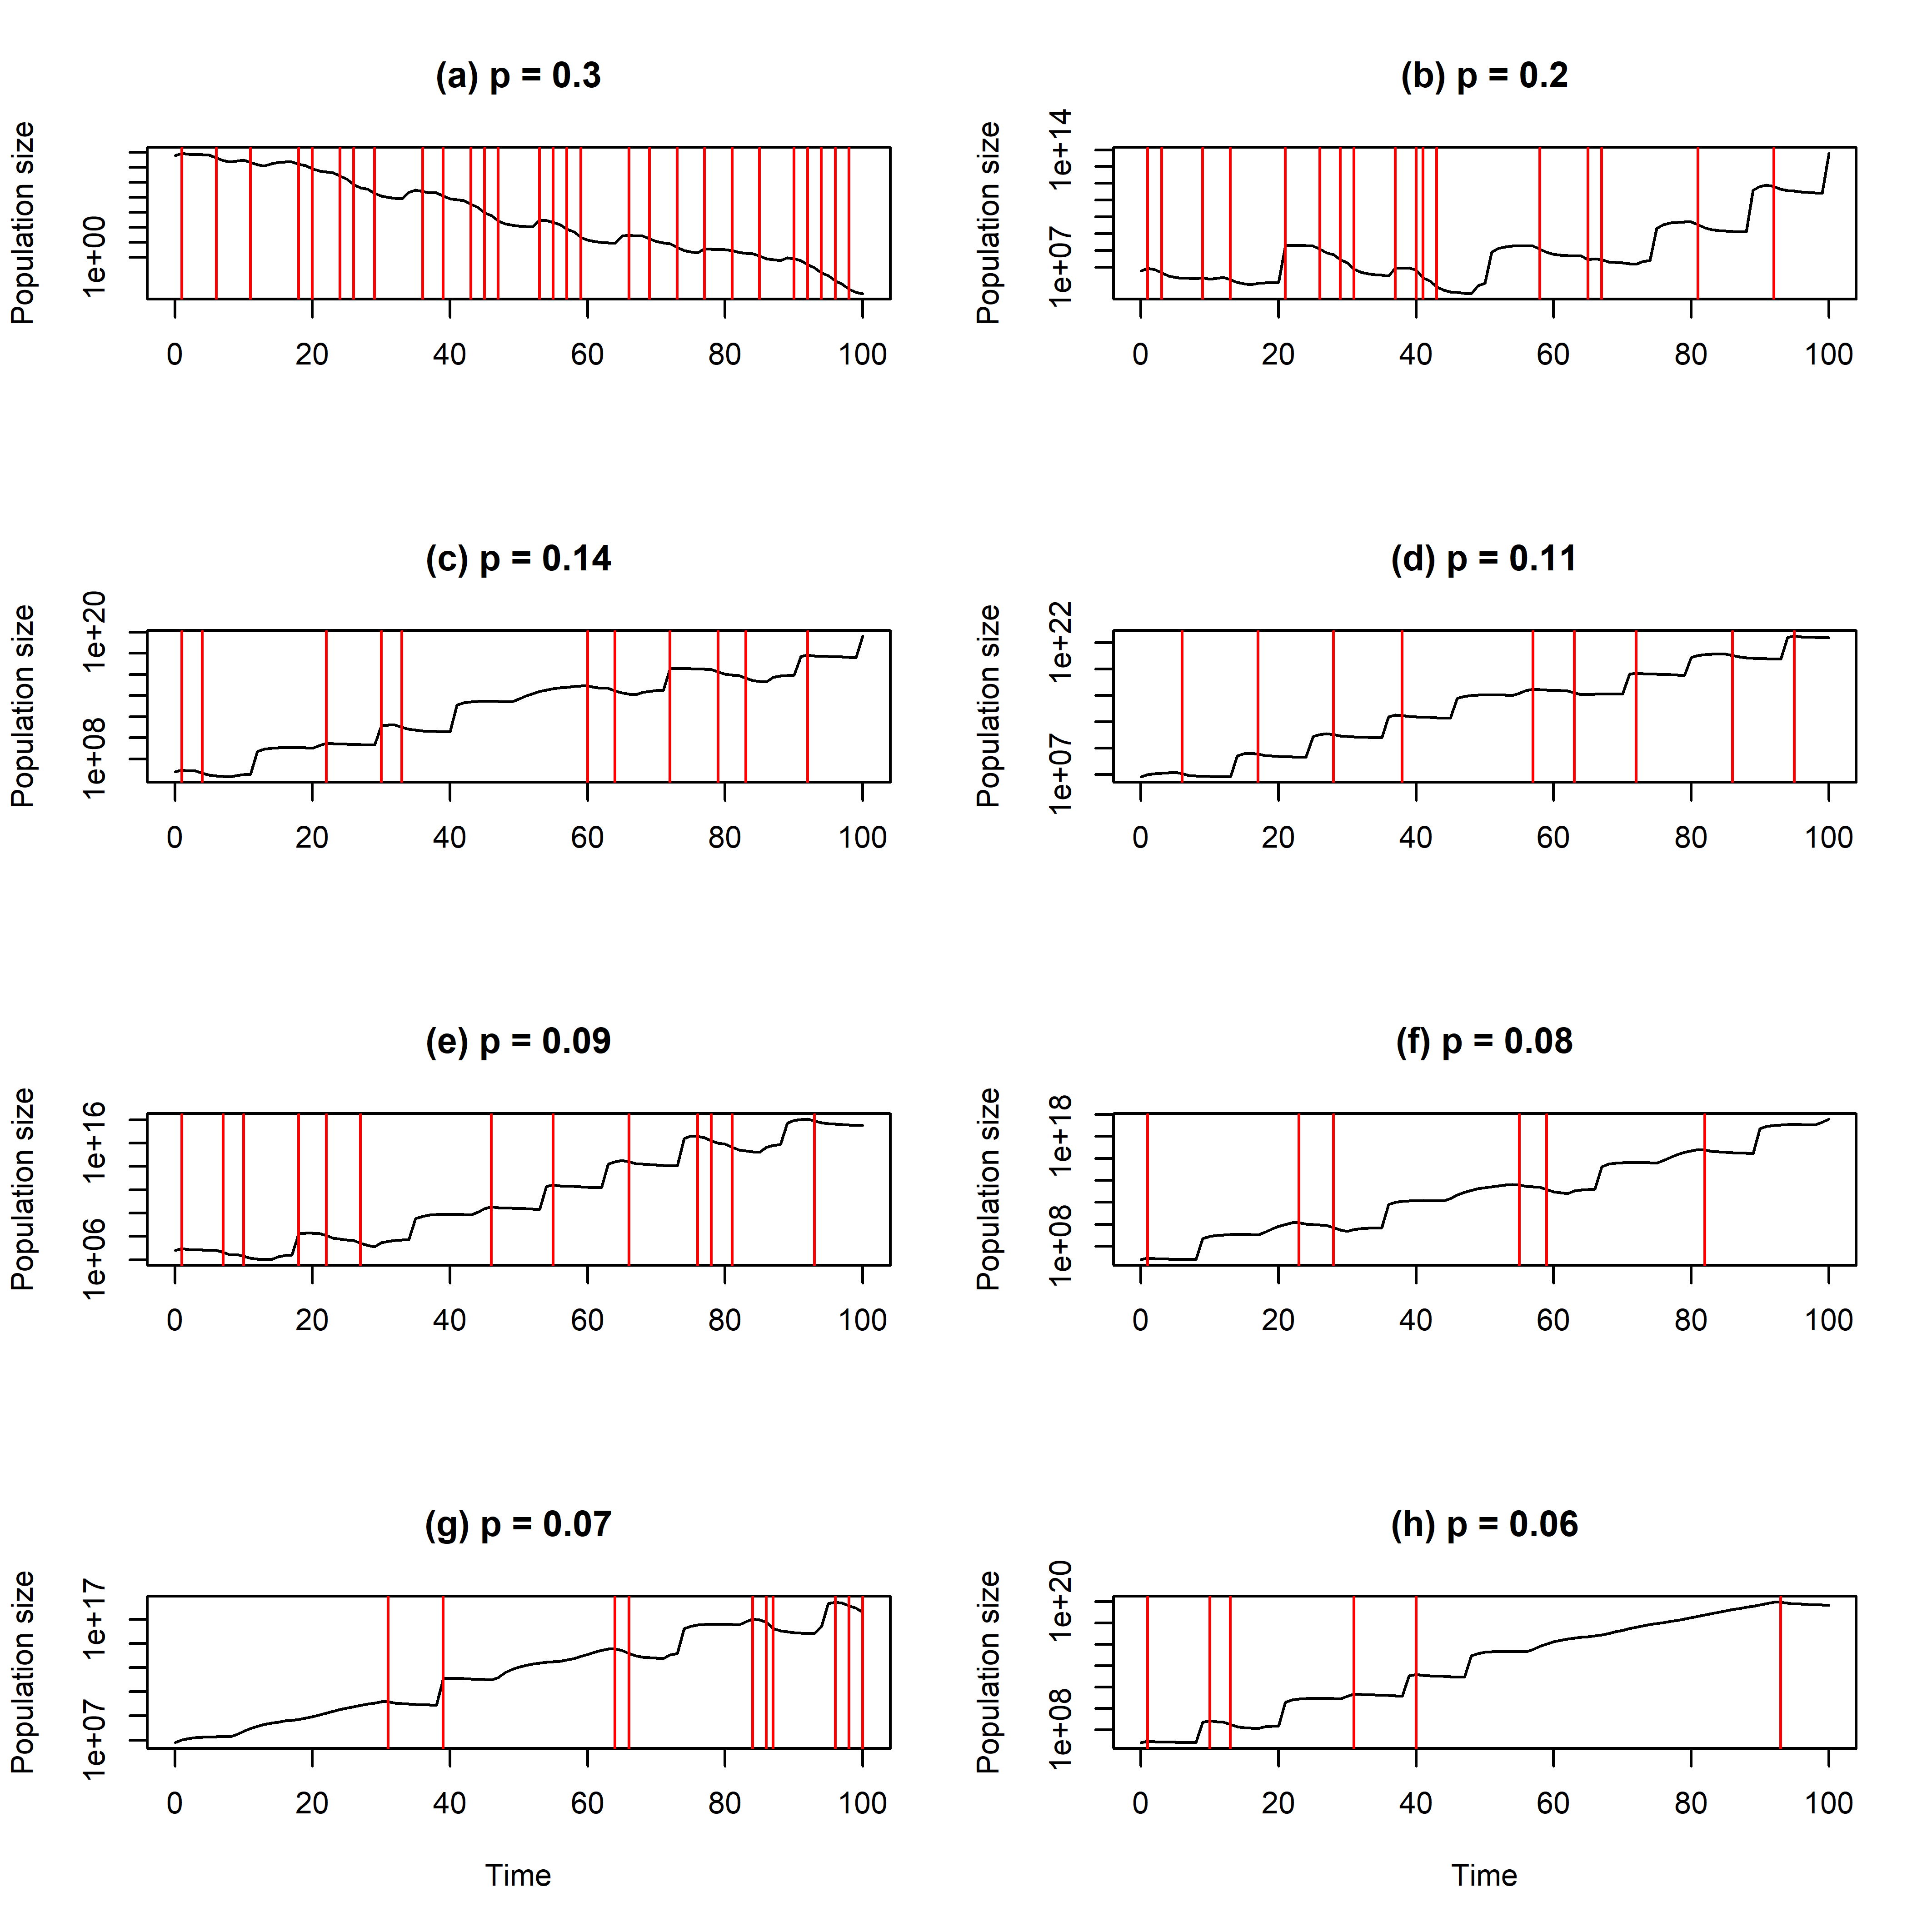 (a) p = 0.3
Population size
1e+00
0 20 40 60 80 100
(b) p = 0.2
Population size
1e+07 1e+14
0 20 40 60 80 100
(c) p = 0.14
Population size
1e+08 1e+20
0 20 40 60 80 100
(d) p = 0.11
Population size
1e+07 1e+22
0 20 40 60 80 100
(e) p = 0.09
Population size
1e+06 1e+16
0 20 40 60 80 100
(f) p = 0.08
Population size
1e+08 1e+18
0 20 40 60 80 100
(g) p = 0.07
Population size
1e+07 1e+17
0 20 40 60 80 100
Time
(h) p = 0.06
Population size
1e+08 1e+20
0 20 40 60 80 100
Time